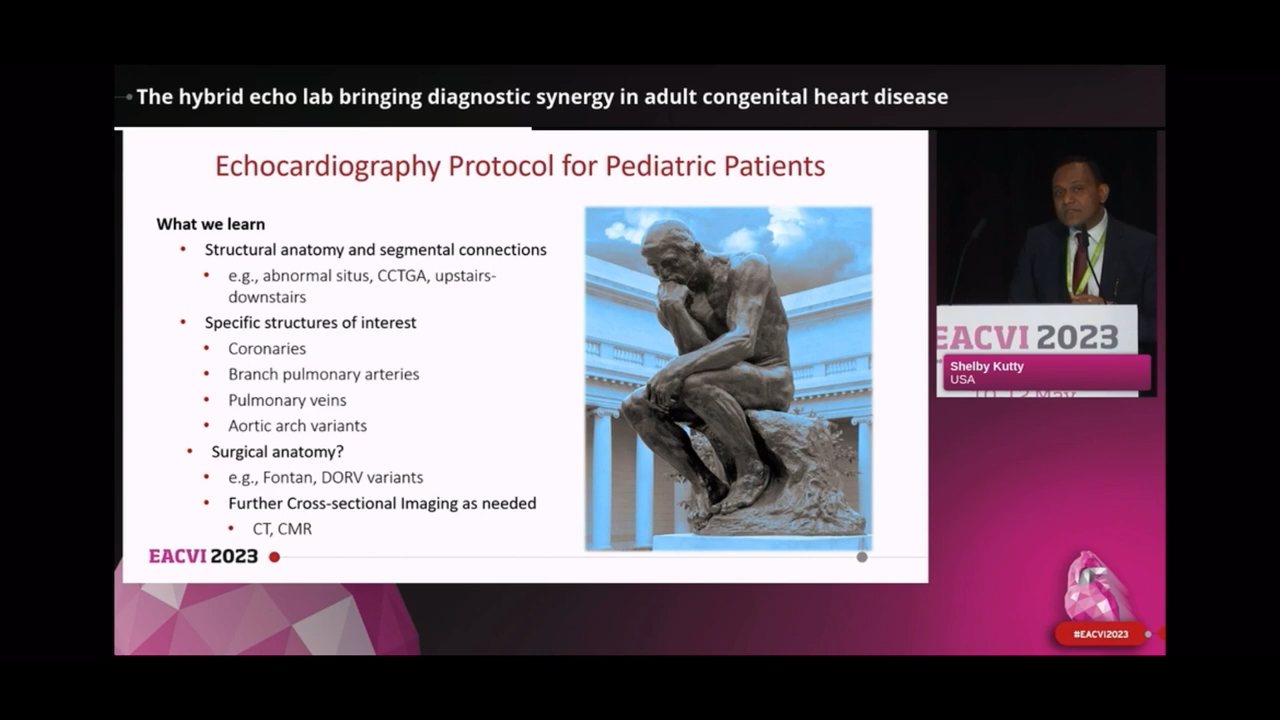 The hybrid echo lab bringing diagnostic synergy in adult congenital heart disease
Echocardiography Protocol for Pediatric Patients
What we learn
• Structural anatomy and segmental connections
• e.g., abnormal situs, CCTGA, upstairs-
downstairs
• Specific structures of interest
• Coronaries
• Branch pulmonary arteries
• Pulmonary veins
• Aortic arch variants
• Surgical anatomy?
• e.g., Fontan, DORV variants
• Further Cross-sectional Imaging as needed
• CT, CMR
EACVI 2023
EACVI 2023
Shelby Kutty
USA
#EACVI2023